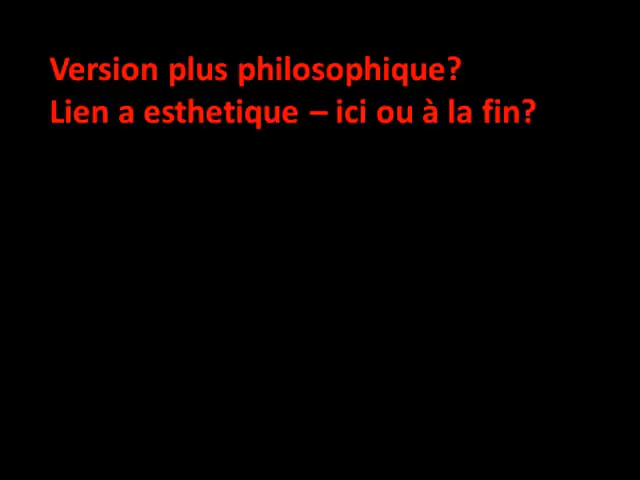 Version plus philosophique?
Lien a esthetique – ici ou à la fin?